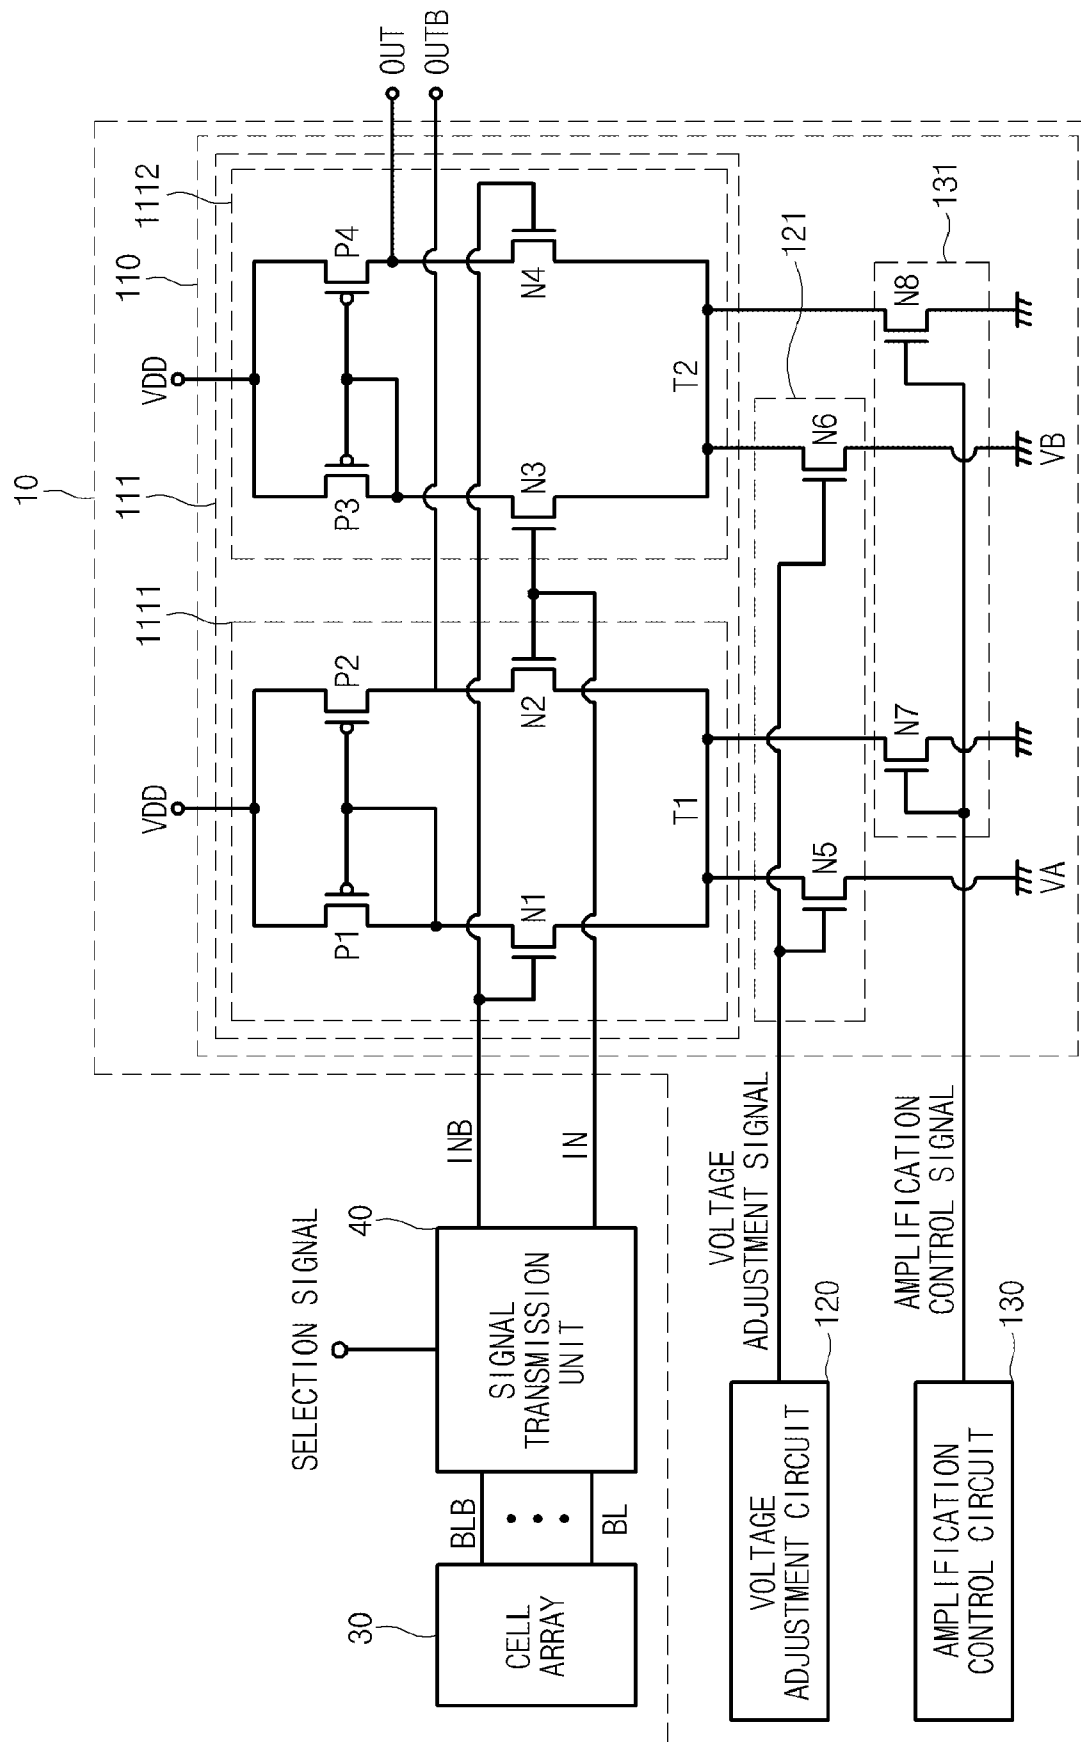 10
110
111
1111
1112
VDD
VDD
P1
P2
P3
P4
OUT
OUTB
N1
N2
N3
N4
T1
T2
121
N5
N6
131
N7
N8
VA
VB
SELECTION SIGNAL
30
CELL
ARRAY
BLB
BL
40
SIGNAL
TRANSMISSION
UNIT
INB
IN
VOLTAGE
ADJUSTMENT SIGNAL
VOLTAGE
ADJUSTMENT CIRCUIT
120
AMPLIFICATION
CONTROL SIGNAL
AMPLIFICATION
CONTROL CIRCUIT
130